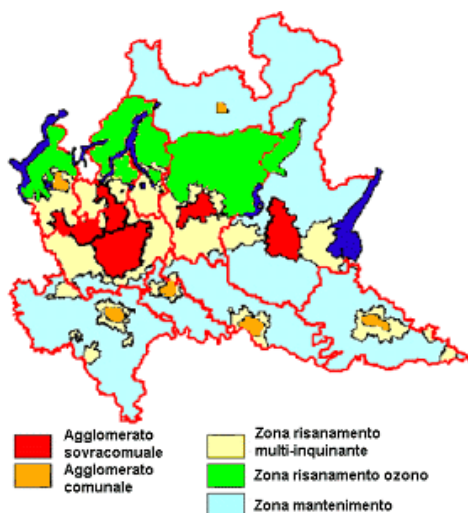 Agglomerato
sovracomuale
Agglomerato
comunale
Zona risanamento
multi-inquinante
Zona risanamento ozono
Zona mantenimento